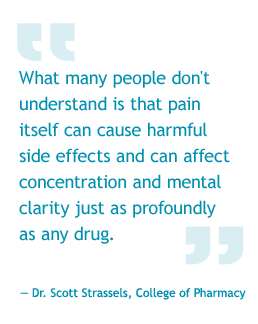 “
What many people don't
understand is that pain
itself can cause harmful
side effects and can affect
concentration and mental
clarity just as profoundly
as any drug.
”
— Dr. Scott Strassels, College of Pharmacy